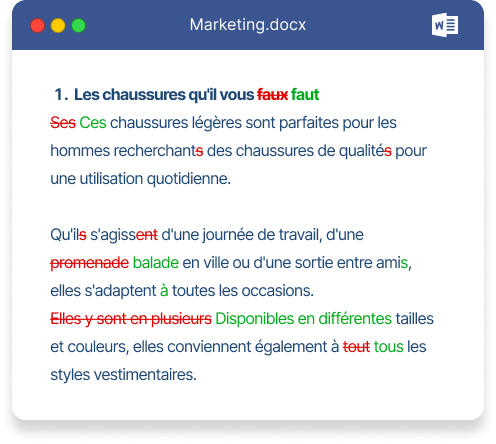 Marketing.docx
W
1. Les chaussures qu'il vous faux faut
Ses Ces chaussures légères sont parfaites pour les
hommes recherchants des chaussures de qualités pour
une utilisation quotidienne.
Qu'ils s'agissent d'une journée de travail, d'une
promenade balade en ville ou d'une sortie entre amis,
elles s'adaptent à toutes les occasions.
Elles y sont en plusieurs Disponibles en différentes tailles
et couleurs, elles conviennent également à tout tous les
styles vestimentaires.